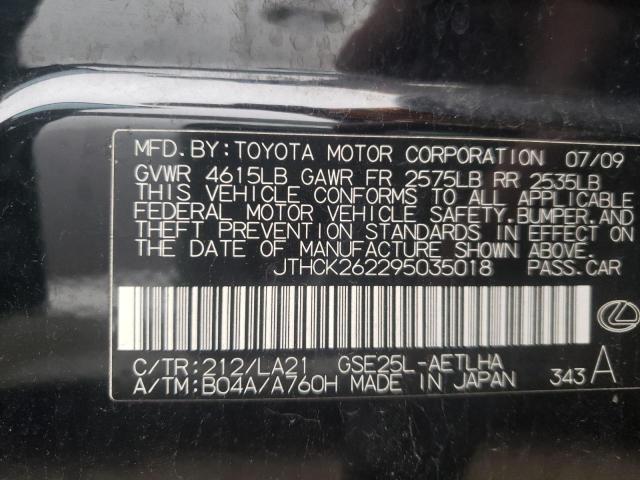 MFD. BY: TOYOTA MOTOR CORPORATION 07/09
GVWR 4615LB GAWR FR 2575LB RR 2535LB
THIS VEHICLE CONFORMS TO ALL APPLICABLE
FEDERAL MOTOR VEHICLE SAFETY, BUMPER, AND
THEFT PREVENTION STANDARDS IN EFFECT ON
THE DATE OF MANUFACTURE SHOWN ABOVE.
JTHCK262295035018 PASS. CAR
C/TR: 212/LA21 GSE25L-AETLHA
A/TM: B04A/A760H MADE IN JAPAN 343 A